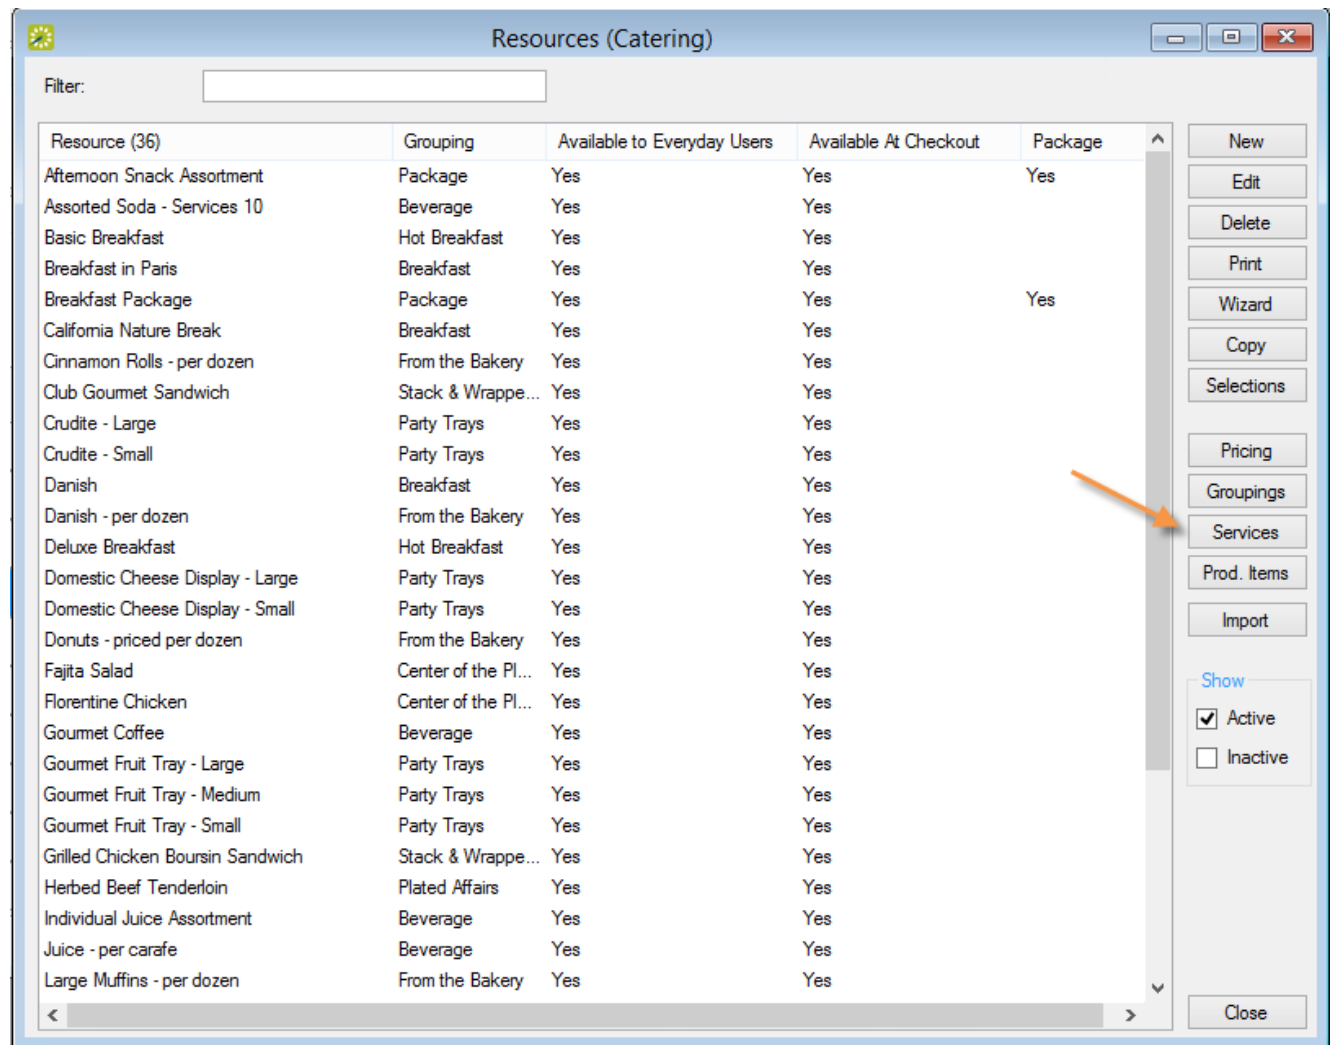 Resources (Catering)
Filter:
Resource (36) Grouping Available to Everyday Users Available At Checkout Package
Afternoon Snack Assortment Package Yes Yes Yes
Assorted Soda - Services 10 Beverage Yes Yes
Basic Breakfast Hot Breakfast Yes Yes
Breakfast in Paris Breakfast Yes Yes
Breakfast Package Package Yes Yes Yes
California Nature Break Breakfast Yes Yes
Cinnamon Rolls - per dozen From the Bakery Yes Yes
Club Gourmet Sandwich Stack & Wrappe... Yes Yes
Crudite - Large Party Trays Yes Yes
Crudite - Small Party Trays Yes Yes
Danish Breakfast Yes Yes
Danish - per dozen From the Bakery Yes Yes
Deluxe Breakfast Hot Breakfast Yes Yes
Domestic Cheese Display - Large Party Trays Yes Yes
Domestic Cheese Display - Small Party Trays Yes Yes
Donuts - priced per dozen From the Bakery Yes Yes
Fajita Salad Center of the Pl... Yes Yes
Florentine Chicken Center of the Pl... Yes Yes
Gourmet Coffee Beverage Yes Yes
Gourmet Fruit Tray - Large Party Trays Yes Yes
Gourmet Fruit Tray - Medium Party Trays Yes Yes
Gourmet Fruit Tray - Small Party Trays Yes Yes
Grilled Chicken Boursin Sandwich Stack & Wrappe... Yes Yes
Herbed Beef Tenderloin Plated Affairs Yes Yes
Individual Juice Assortment Beverage Yes Yes
Juice - per carafe Beverage Yes Yes
Large Muffins - per dozen From the Bakery Yes Yes
New
Edit
Delete
Print
Wizard
Copy
Selections
Pricing
Groupings
Services
Prod. Items
Import
Show
Active
Inactive
Close